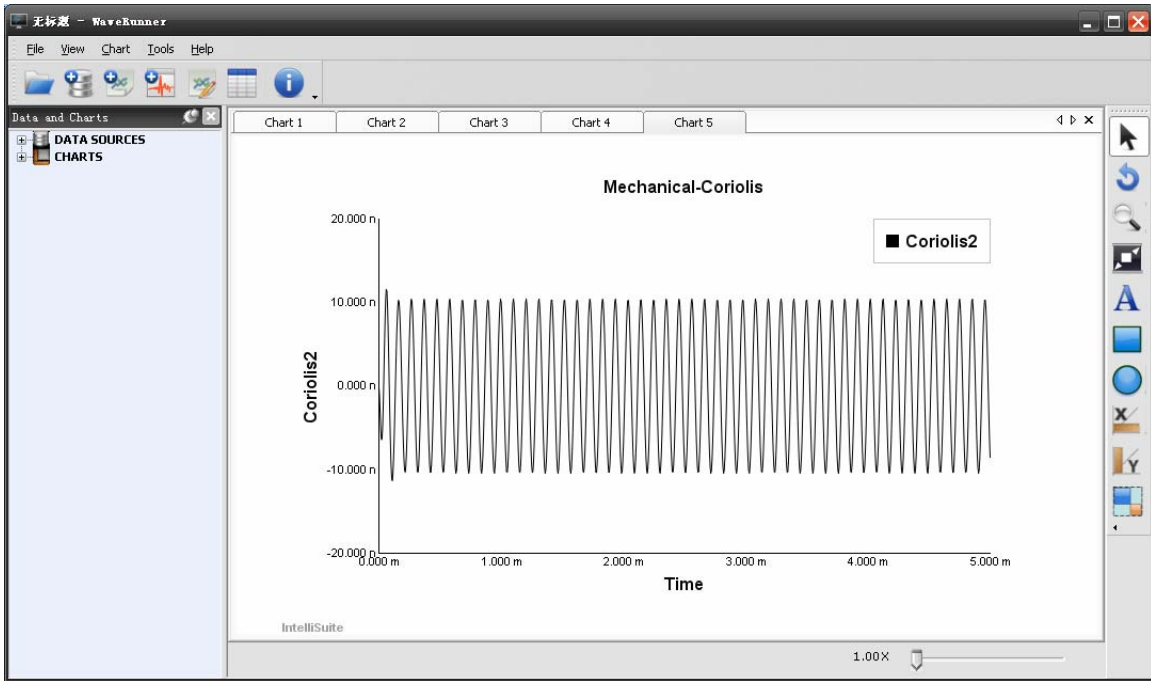 无标题 - WaveRunner
File View Chart Tools Help
Data and Charts
DATA SOURCES
CHARTS
Chart 1 Chart 2 Chart 3 Chart 4 Chart 5
Mechanical-Coriolis
Coriolis2
20.000 n
10.000 n
0.000 n
-10.000 n
-20.000 n
Coriolis2
0.000 m 1.000 m 2.000 m 3.000 m 4.000 m 5.000 m
Time
IntelliSuite
1.00X
A
X
Y